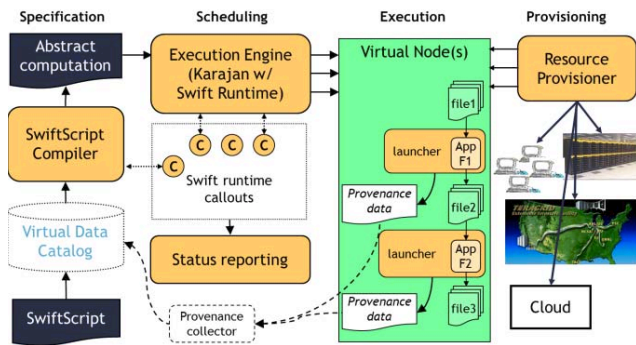 Specification
Scheduling
Execution
Provisioning
Abstract
computation
Execution Engine
(Karajan w/
Swift Runtime)
Virtual Node(s)
Resource
Provisioner
file1
SwiftScript
Compiler
C
C
C
C
Swift runtime
callouts
launcher
App
F1
Provenance
data
file2
Virtual Data
Catalog
Status reporting
launcher
App
F2
SwiftScript
Provenance
collector
Provenance
data
file3
TERAGRID
Cloud